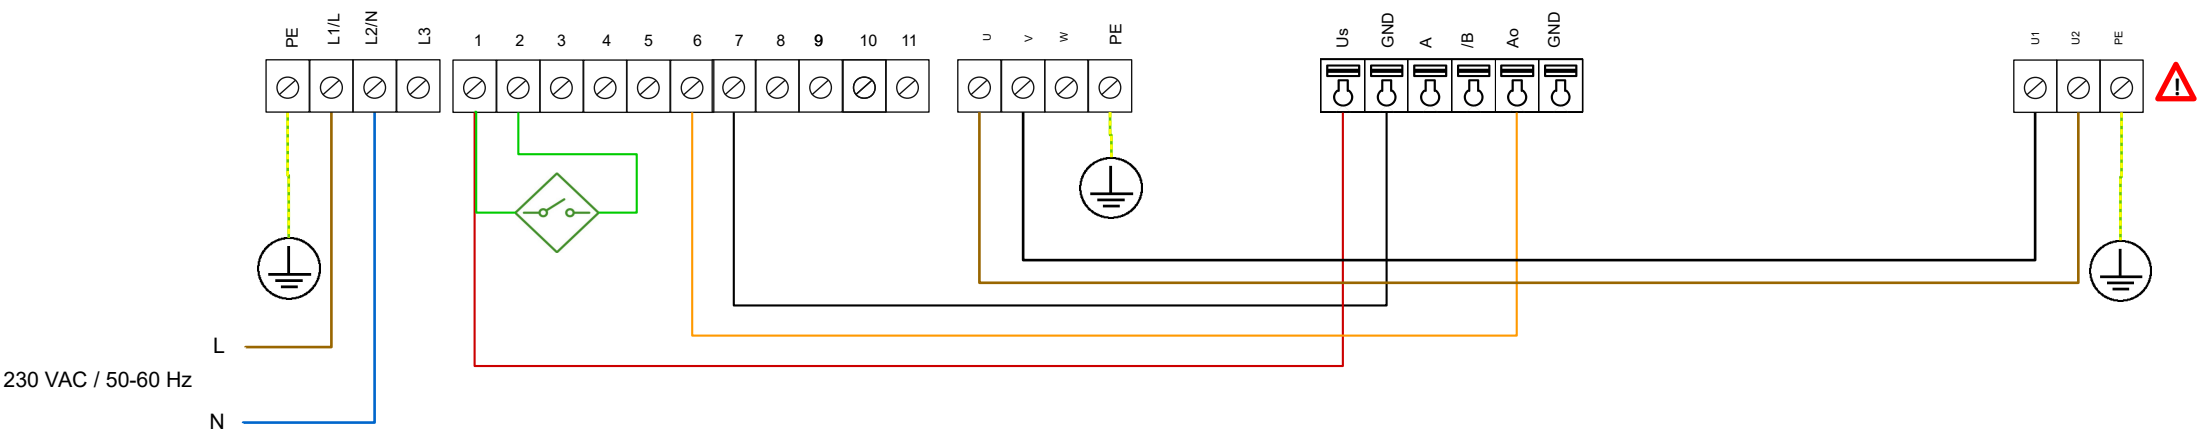 PE L1/L L2/N L3
1 2 3 4 5 6 7 8 9 10 11
U V W PE
Us GND A /B Ao GND
U1 U2 PE
!
L
230 VAC / 50-60 Hz
N